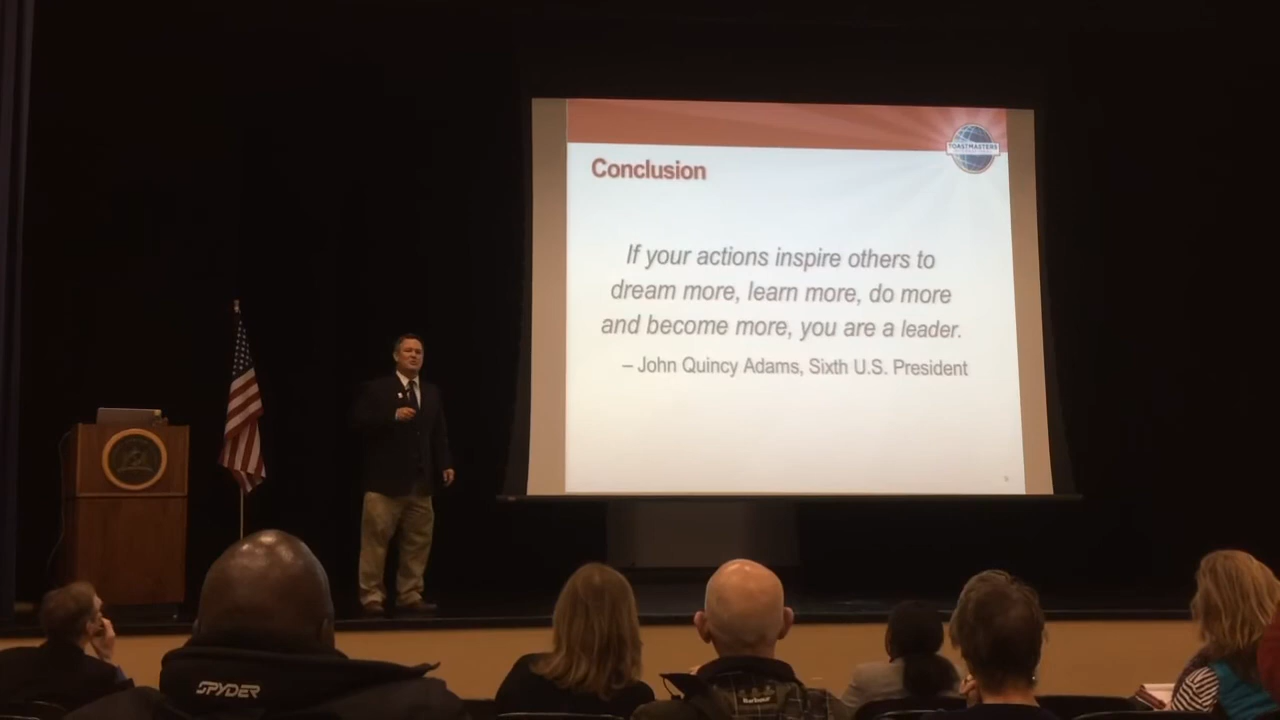 TOASTMASTERS
Conclusion
If your actions inspire others to
dream more, learn more, do more
and become more, you are a leader.
– John Quincy Adams, Sixth U.S. President
SPYDER
Barbour